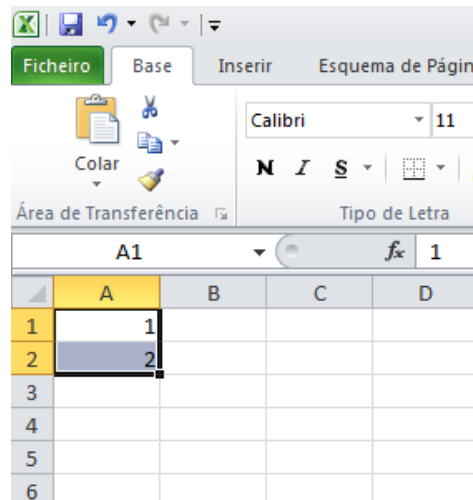 Ficheiro Base Inserir Esquema de Págin
Calibri 11
Colar
N I S
Área de Transferência Tipo de Letra
A1 fx 1
A B C D
1 1
2 2
3
4
5
6